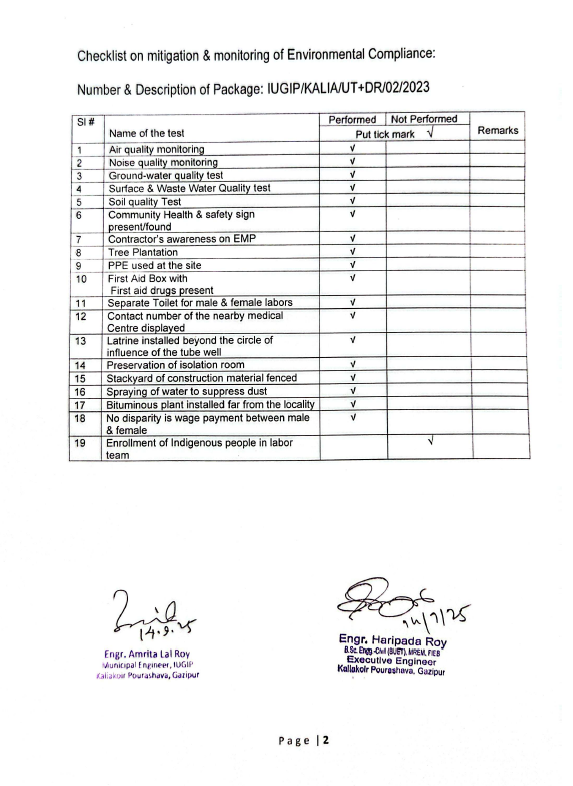 Checklist on mitigation & monitoring of Environmental Compliance:
Number & Description of Package: IUGIP/KALIA/UT+DR/02/2023
Sl # Name of the test Performed Not Performed Remarks
Put tick mark √
1 Air quality monitoring √
2 Noise quality monitoring √
3 Ground-water quality test √
4 Surface & Waste Water Quality test √
5 Soil quality Test √
6 Community Health & safety sign √
present/found
7 Contractor's awareness on EMP √
8 Tree Plantation √
9 PPE used at the site √
10 First Aid Box with √
First aid drugs present
11 Separate Toilet for male & female labors √
12 Contact number of the nearby medical √
Centre displayed
13 Latrine installed beyond the circle of √
influence of the tube well
14 Preservation of isolation room √
15 Stackyard of construction material fenced √
16 Spraying of water to suppress dust √
17 Bituminous plant installed far from the locality √
18 No disparity is wage payment between male √
& female
19 Enrollment of Indigenous people in labor √
team
14.9.25
Engr. Amrita Lal Roy
Municipal Engineer, IUGIP
Kaliakoir Pourashava, Gazipur
Engr. Haripada Roy
B.Sc. Engg.-Civil (BUET), MREM, FIEB
Executive Engineer
Kaliakoir Pourashava, Gazipur
Page | 2